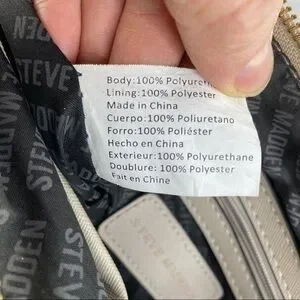 STEVE
MADDEN
Body:100% Polyurethane
Lining:100% Polyester
Made in China
Cuerpo:100% Poliuretano
Forro:100% Poliéster
Hecho en China
Exterieur:100% Polyurethane
Doublure: 100% Polyester
Fait en Chine
STEVE
MADDEN
STEVE MADDEN